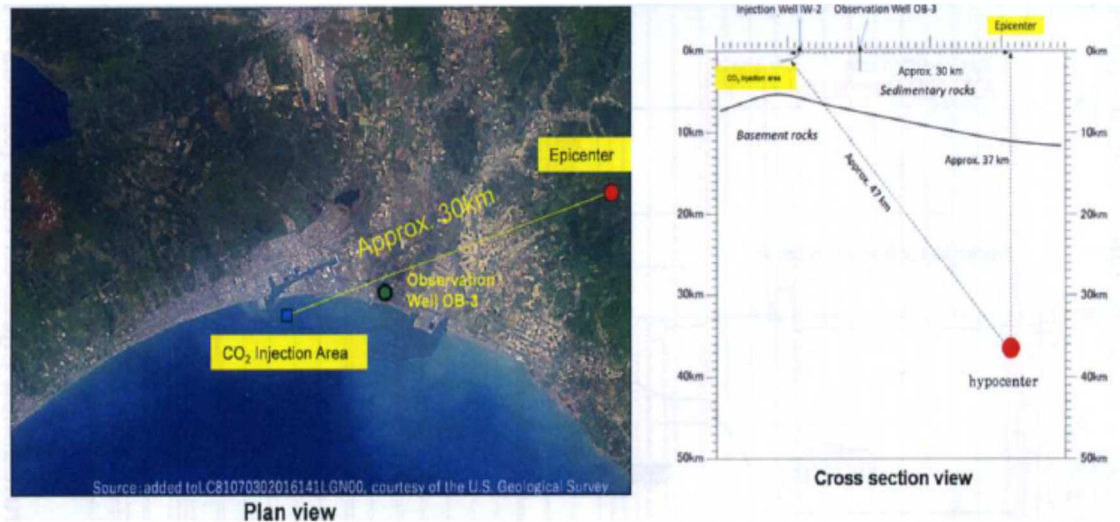 Epicenter
Approx. 30km
Observation
Well OB-3
CO₂ Injection Area
Source: added toLC81070302016141LGN00, courtesy of the U.S. Geological Survey
Plan view
Injection Well IW-2
Observation Well OB-3
Epicenter
0km
0km
CO₂ Injection area
Approx. 30 km
Sedimentary rocks
Basement rocks
10km
10km
Approx. 37 km
Approx. 47 km
20km
20km
30km
30km
40km
40km
hypocenter
50km
50km
Cross section view